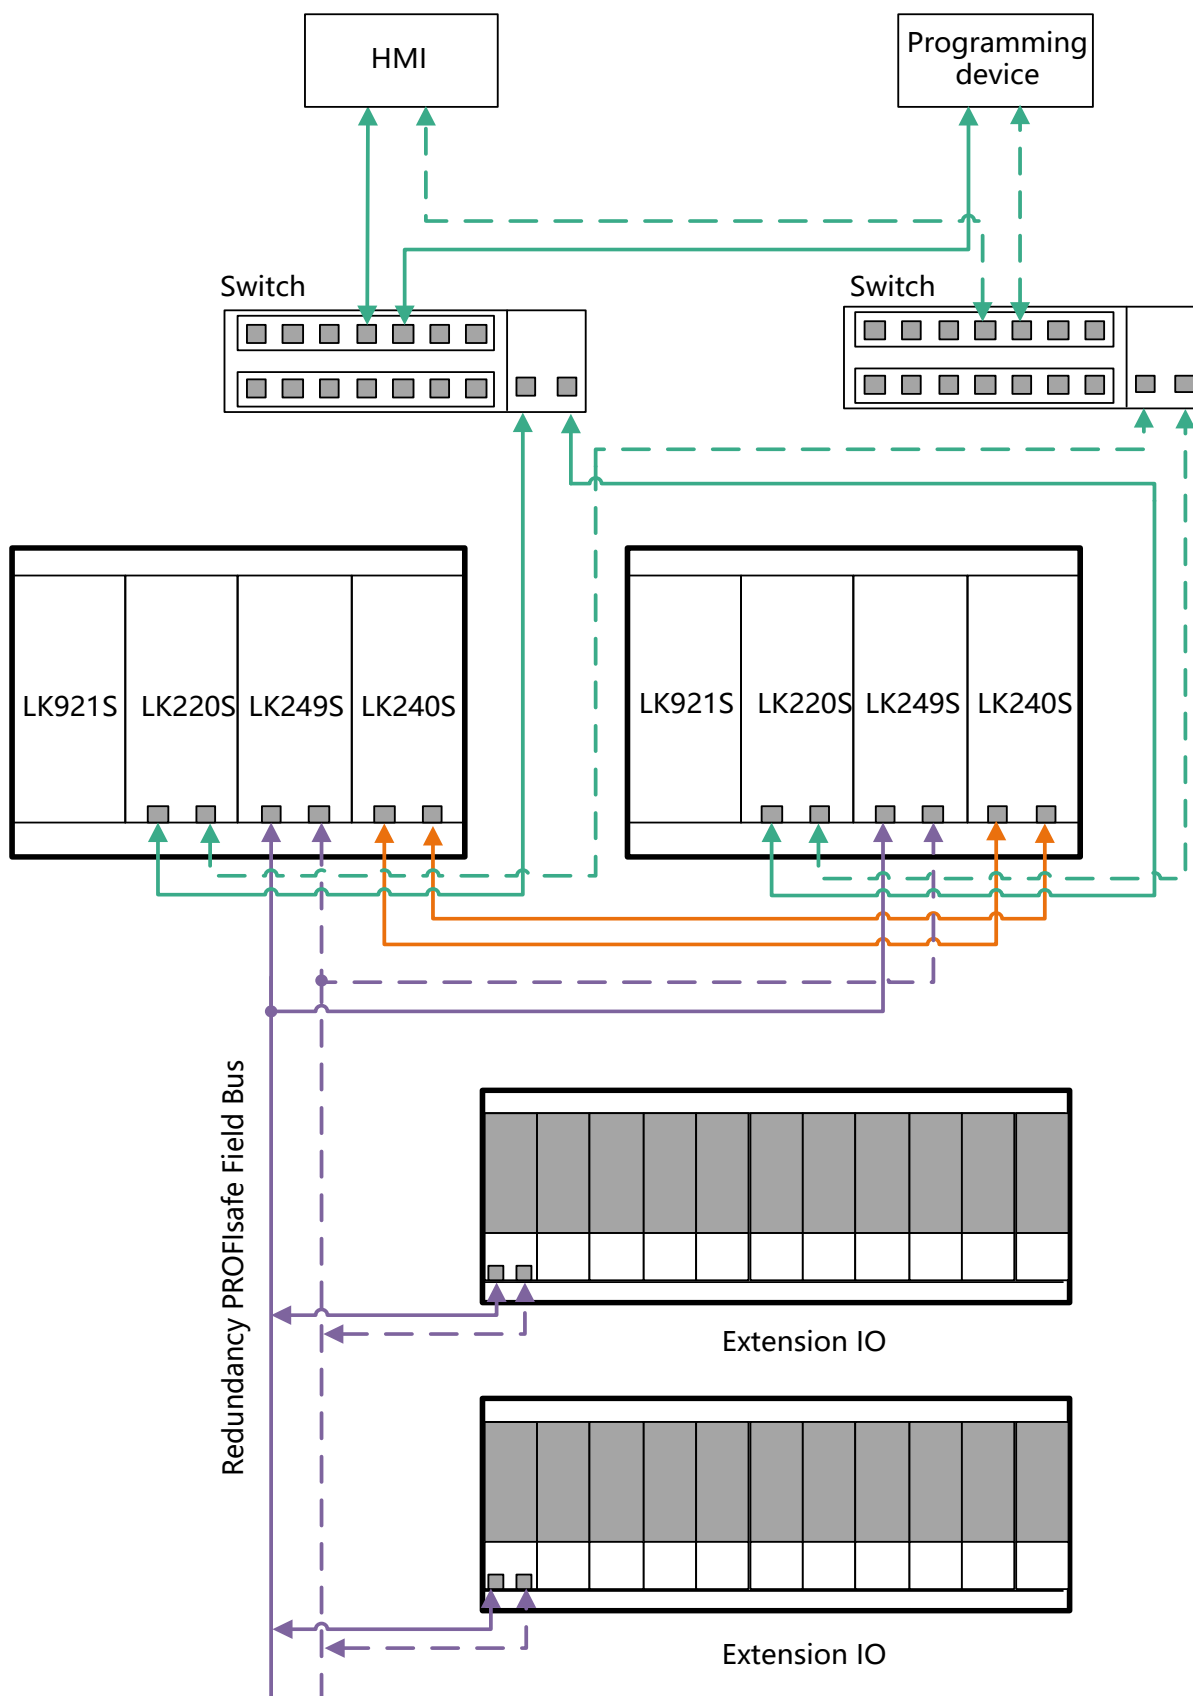 HMI
Programming
device
Switch
Switch
LK921S
LK220S
LK249S
LK240S
LK921S
LK220S
LK249S
LK240S
Redundancy PROFIsafe Field Bus
Extension IO
Extension IO